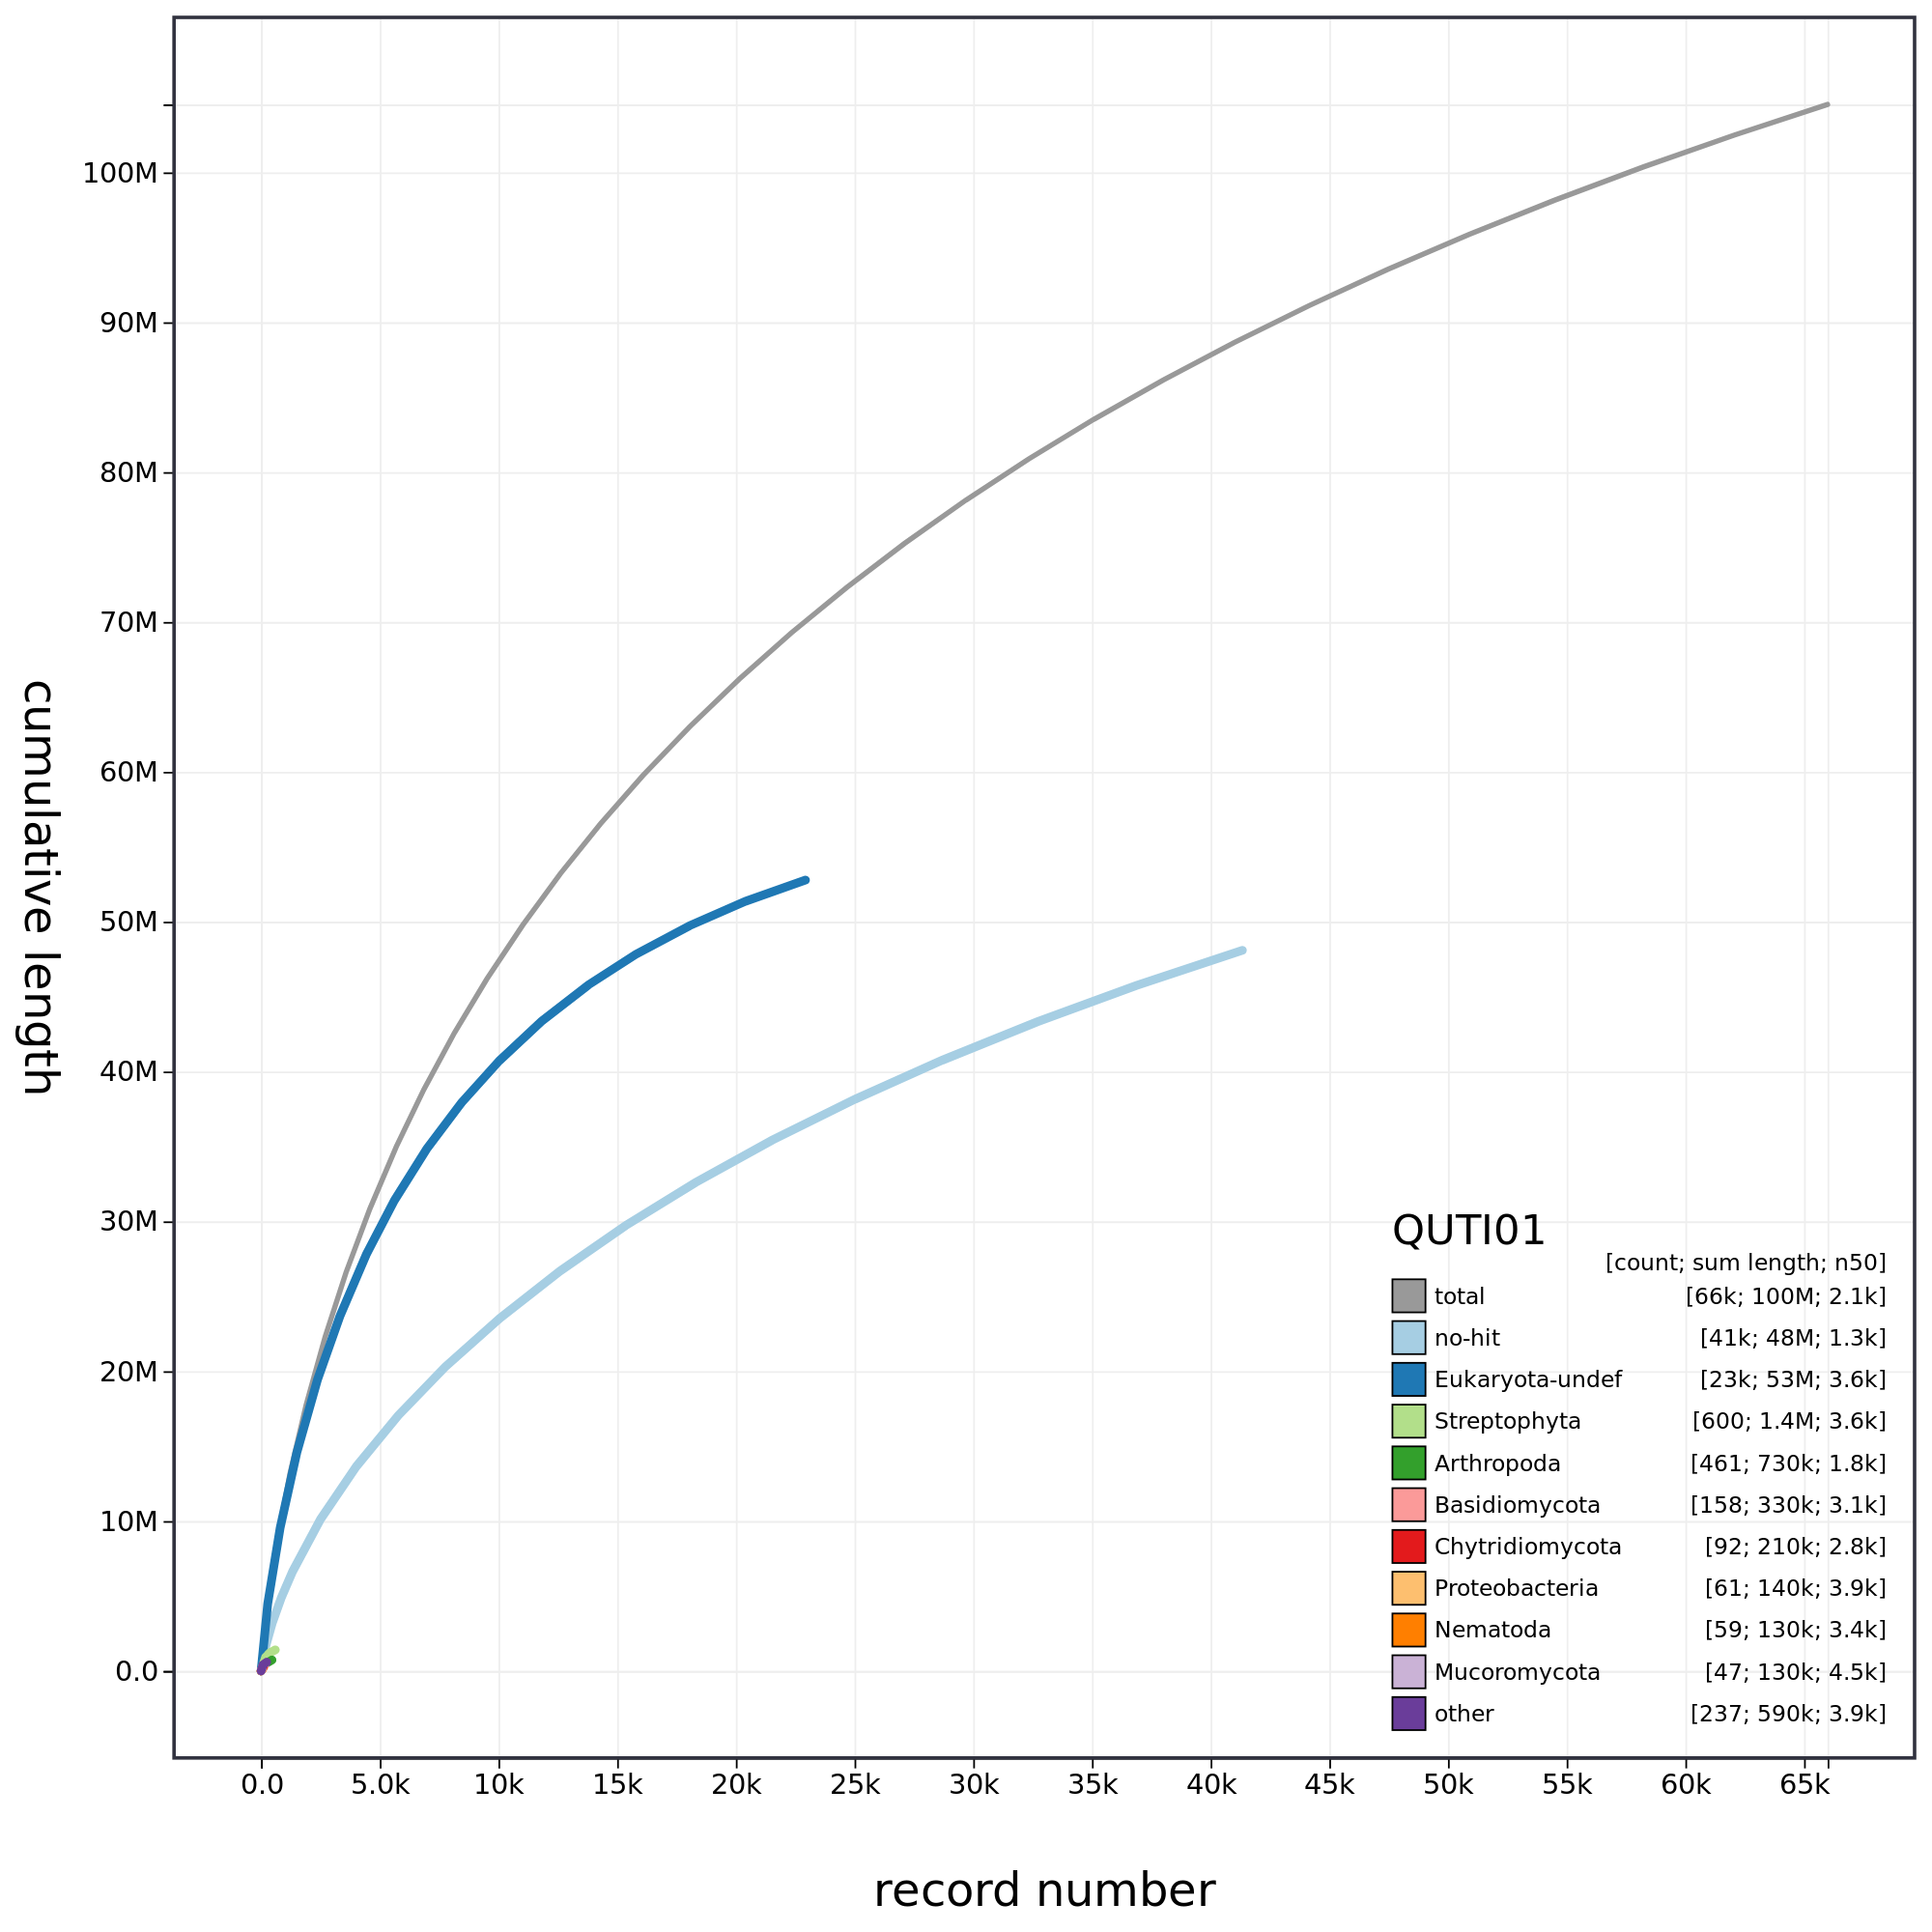 cumulative length
100M
90M
80M
70M
60M
50M
40M
30M
20M
10M
0.0
QUTI01
[count; sum length; n50]
total [66k; 100M; 2.1k]
no-hit [41k; 48M; 1.3k]
Eukaryota-undef [23k; 53M; 3.6k]
Streptophyta [600; 1.4M; 3.6k]
Arthropoda [461; 730k; 1.8k]
Basidiomycota [158; 330k; 3.1k]
Chytridiomycota [92; 210k; 2.8k]
Proteobacteria [61; 140k; 3.9k]
Nematoda [59; 130k; 3.4k]
Mucoromycota [47; 130k; 4.5k]
other [237; 590k; 3.9k]
0.0 5.0k 10k 15k 20k 25k 30k 35k 40k 45k 50k 55k 60k 65k
record number